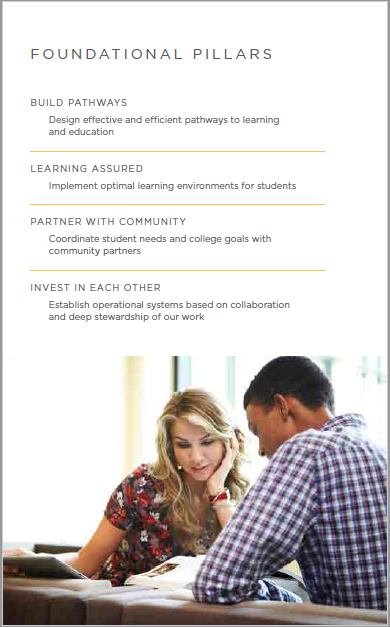 FOUNDATIONAL PILLARS
BUILD PATHWAYS
Design effective and efficient pathways to learning
and education
LEARNING ASSURED
Implement optimal learning environments for students
PARTNER WITH COMMUNITY
Coordinate student needs and college goals with
community partners
INVEST IN EACH OTHER
Establish operational systems based on collaboration
and deep stewardship of our work